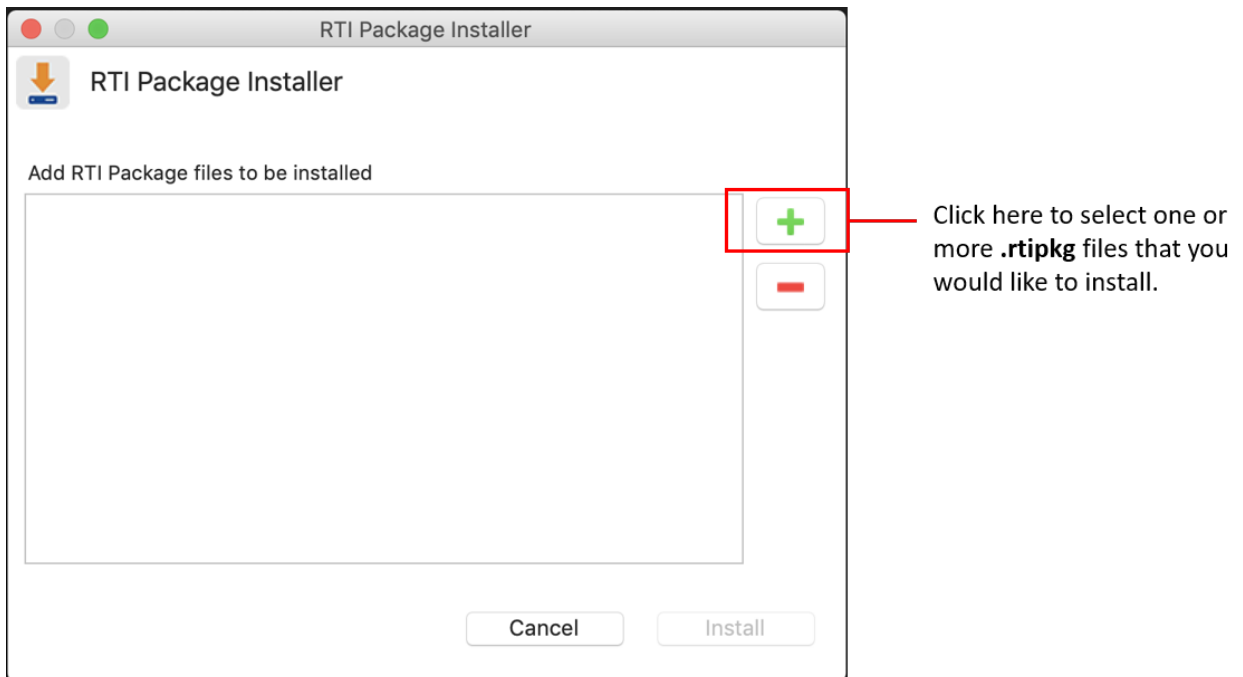 RTI Package Installer
RTI Package Installer
Add RTI Package files to be installed
Click here to select one or
more .rtipkg files that you
would like to install.
Cancel
Install